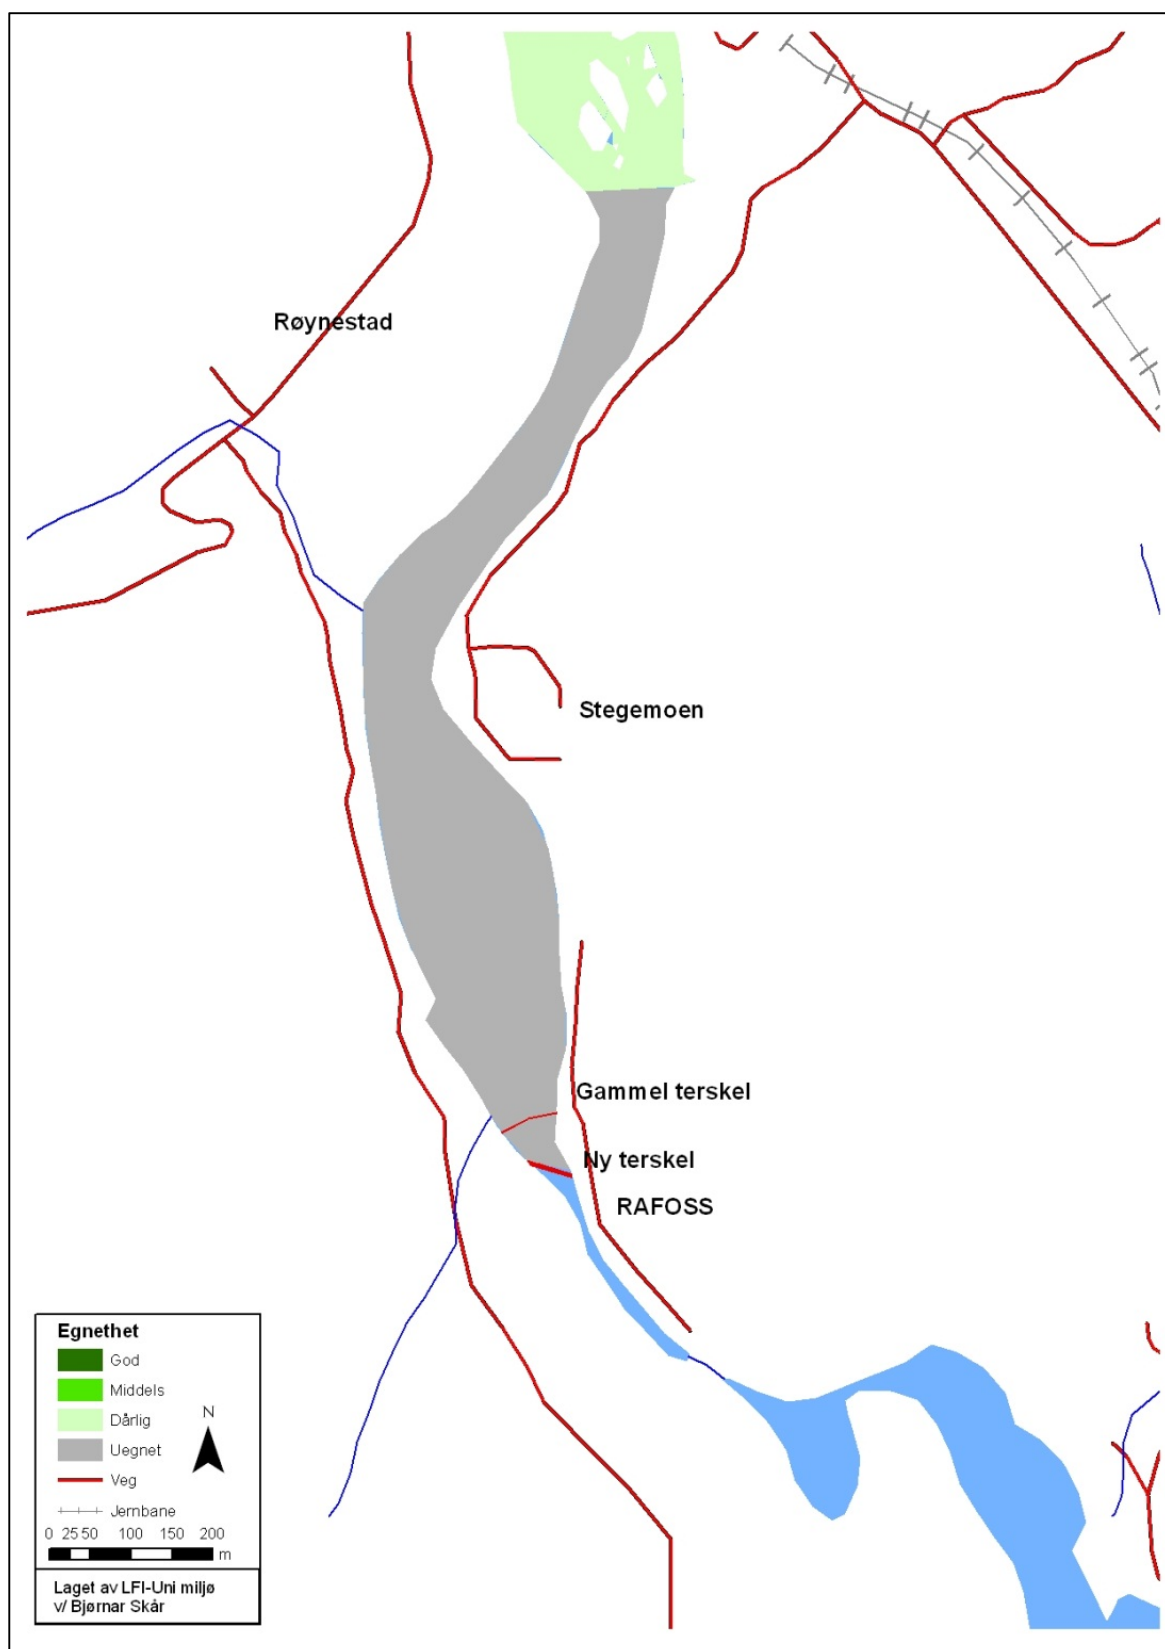 Røynestad
Stegemoen
Gammel terskel
Ny terskel
RAFOSS
Egnethet
God
Middels
Dårlig
Uegnet
Veg
Jernbane
N
0 25 50 100 150 200
m
Laget av LFI-Uni miljø
v/ Bjørnar Skår